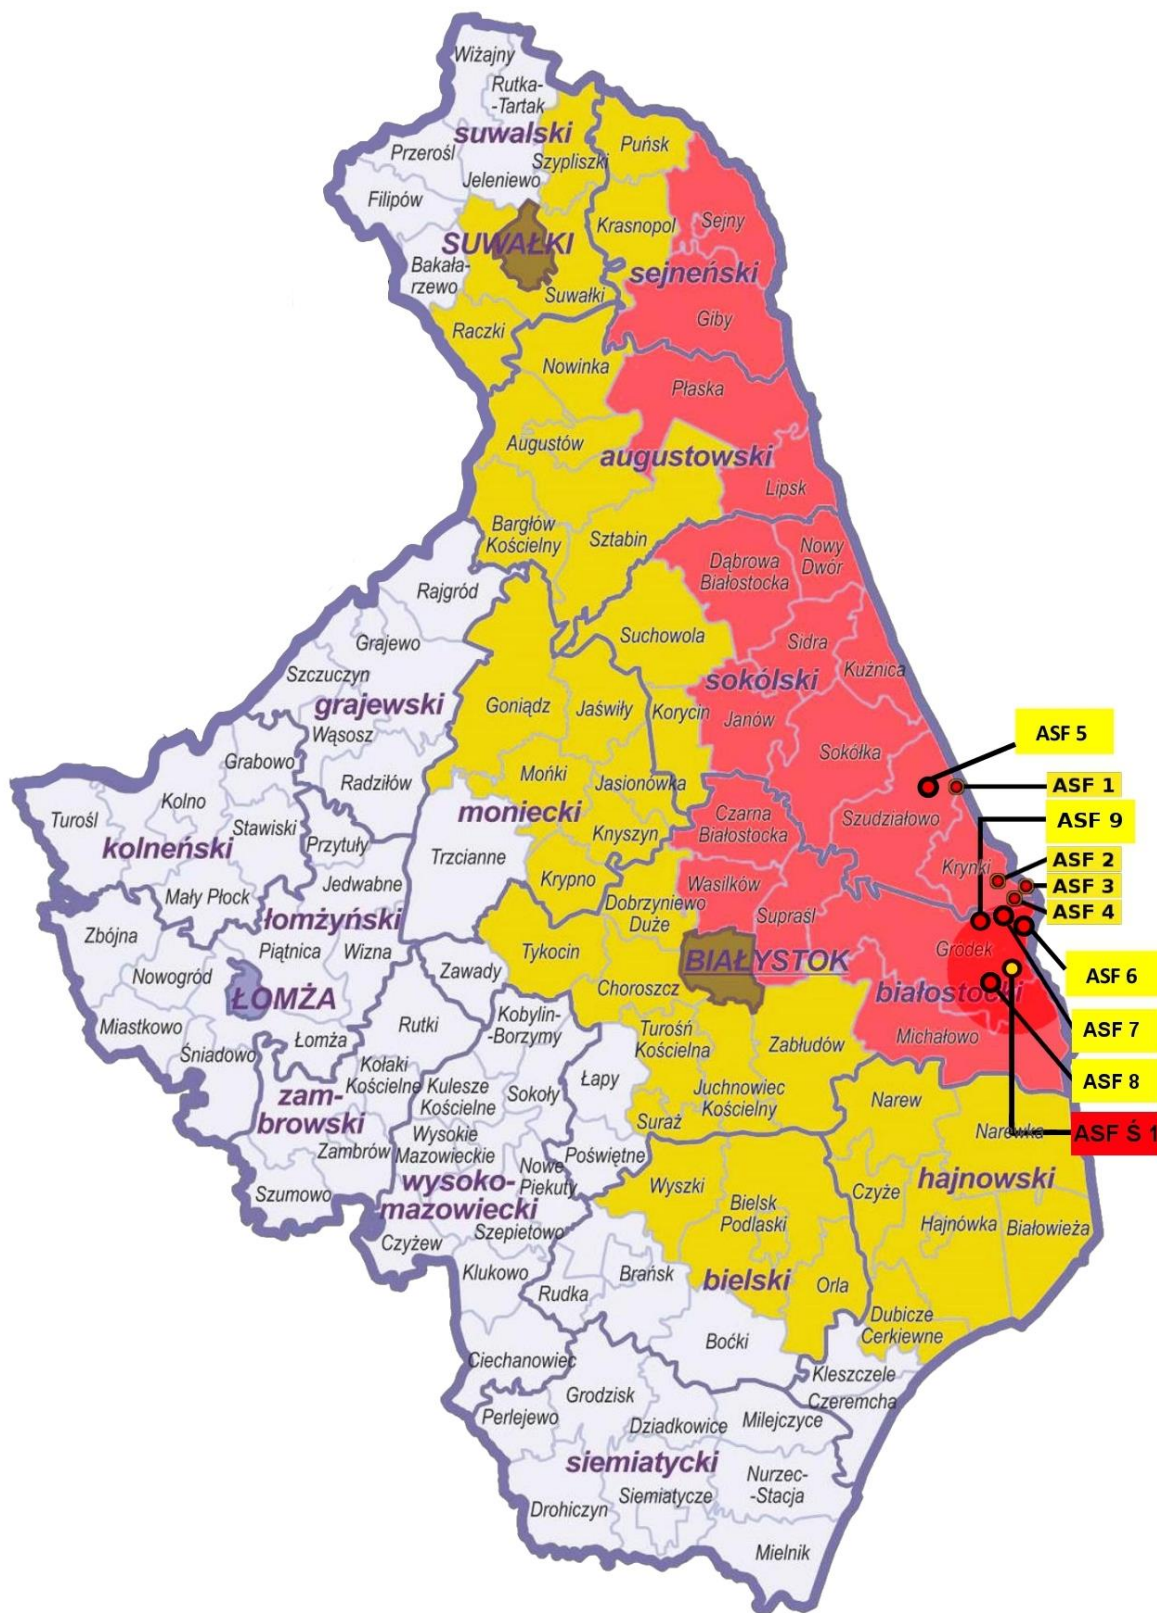 Wiżajny
Rutka-
-Tartak
suwalski
Puńsk
Przerośl
Szypliszki
Jeleniewo
Filipów
Krasnopol
Sejny
SUWAŁKI
Bakała-
rzewo
sejneński
Suwałki
Giby
Raczki
Nowinka
Płaska
Augustów
augustowski
Lipsk
Bargłów
Kościelny
Sztabin
Nowy
Dwór
Dąbrowa
Białostocka
Rajgród
Suchowola
Sidra
Grajewo
Kuźnica
Szczuczyn
sokólski
grajewski
Goniądz
Jaświły
Korycin
Janów
Wąsosz
ASF 5
Sokółka
Grabowo
Radziłów
Mońki
Jasionówka
ASF 1
Kolno
Turośl
Stawiski
moniecki
Czarna
Białostocka
Szudziałowo
ASF 9
Knyszyn
kolneński
Przytuły
Trzcianne
Krynki
ASF 2
Mały Płock
Jedwabne
Krypno
Wasilków
ASF 3
Dobrzyniewo
Duże
ASF 4
łomżyński
Supraśl
Zbójna
Piątnica
Wizna
Tykocin
Gródek
Nowogród
Zawady
BIAŁYSTOK
ASF 6
ŁOMŻA
Choroszcz
białostocki
Miastkowo
Rutki
Kobylin-
-Borzymy
ASF 7
Śniadowo
Łomża
Turośń
Kościelna
Zabłudów
Michałowo
Kołaki
Kościelne
Łapy
ASF 8
zam-
browski
Kulesze
Kościelne
Sokoły
Juchnowiec
Kościelny
Narew
Suraż
Narewka
ASF Ś 1
Zambrów
Wysokie
Mazowieckie
Poświętne
Szumowo
Nowe
Piekuty
Wyszki
Czyże
wysoko-
mazowiecki
Bielsk
Podlaski
hajnowski
Hajnówka
Białowieża
Czyżew
Szepietowo
Klukowo
Brańsk
bielski
Orla
Rudka
Dubicze
Cerkiewne
Boćki
Ciechanowiec
Kleszczele
Czeremcha
Grodzisk
Perlejewo
Dziadkowice
Milejczyce
siemiatycki
Nurzec-
-Stacja
Drohiczyn
Siemiatycze
Mielnik